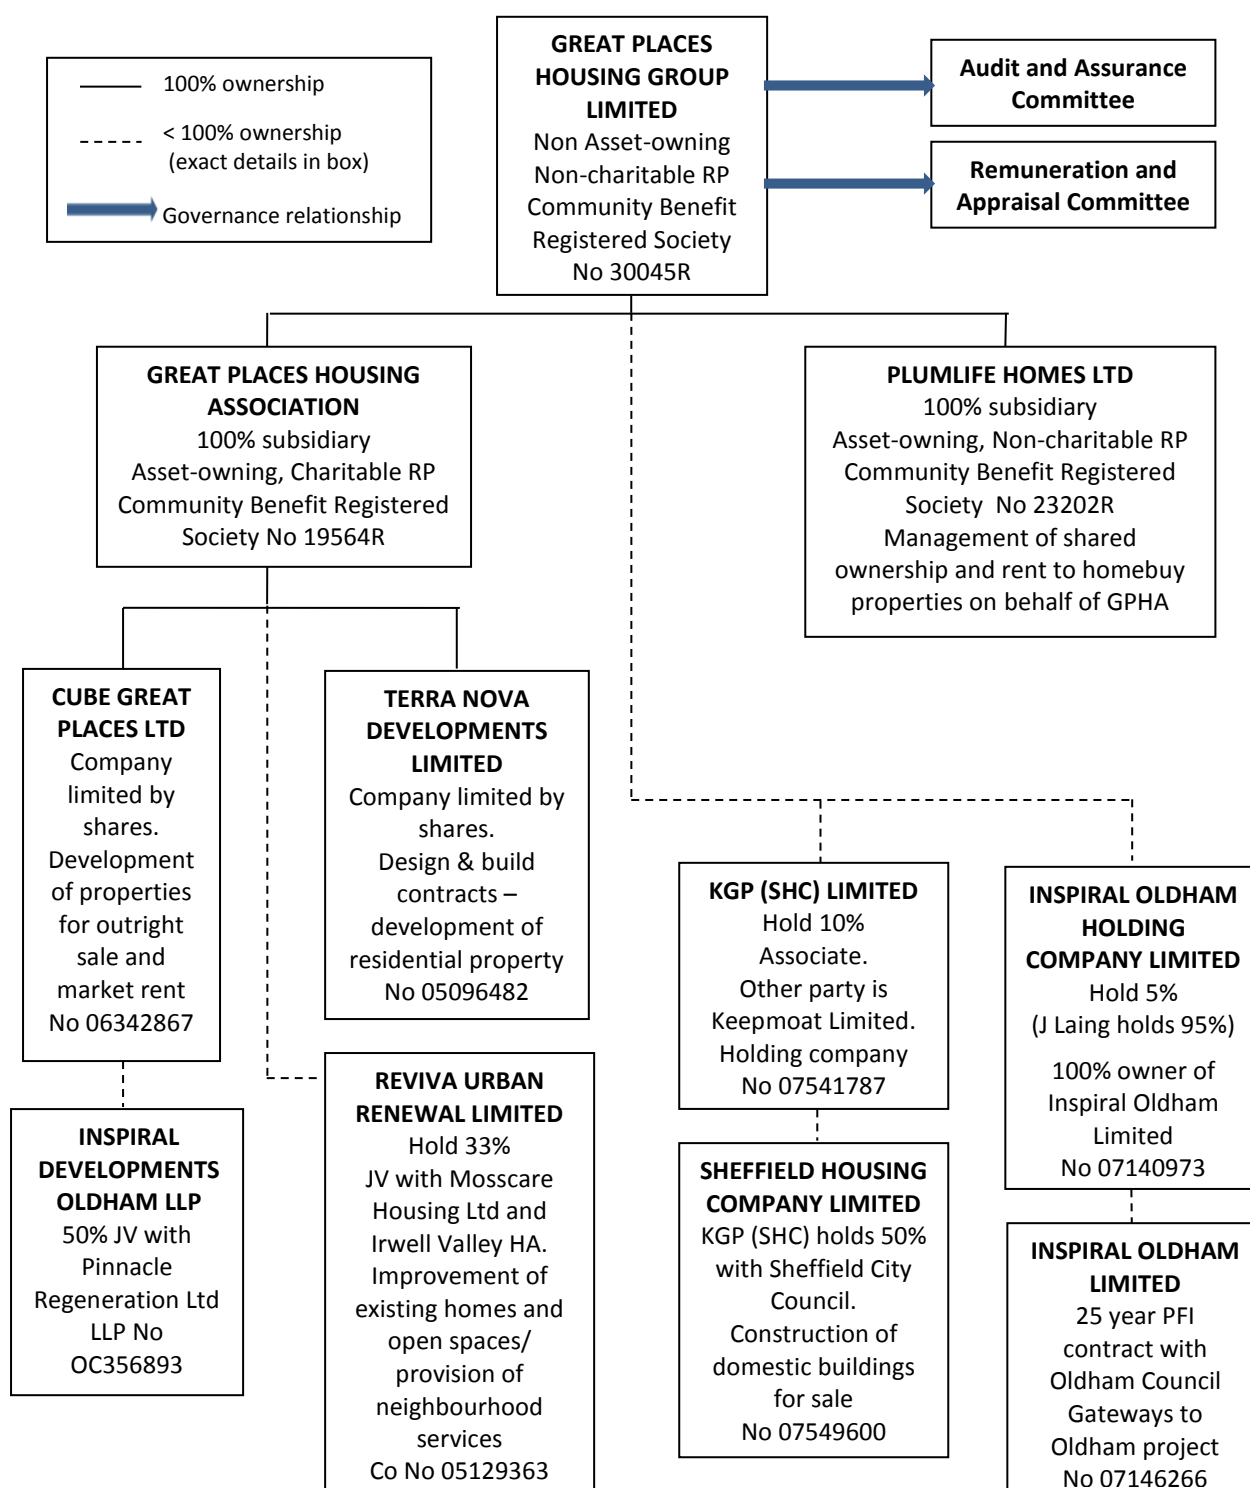 100% ownership
< 100% ownership
(exact details in box)
Governance relationship
GREAT PLACES
HOUSING GROUP
LIMITED
Non Asset-owning
Non-charitable RP
Community Benefit
Registered Society
No 30045R
Audit and Assurance
Committee
Remuneration and
Appraisal Committee
GREAT PLACES HOUSING
ASSOCIATION
100% subsidiary
Asset-owning, Charitable RP
Community Benefit Registered
Society No 19564R
PLUMLIFE HOMES LTD
100% subsidiary
Asset-owning, Non-charitable RP
Community Benefit Registered
Society No 23202R
Management of shared
ownership and rent to homebuy
properties on behalf of GPHA
CUBE GREAT
PLACES LTD
Company
limited by
shares.
Development
of properties
for outright
sale and
market rent
No 06342867
TERRA NOVA
DEVELOPMENTS
LIMITED
Company limited by
shares.
Design & build
contracts –
development of
residential property
No 05096482
KGP (SHC) LIMITED
Hold 10%
Associate.
Other party is
Keepmoat Limited.
Holding company
No 07541787
INSPIRAL OLDHAM
HOLDING
COMPANY LIMITED
Hold 5%
(J Laing holds 95%)
100% owner of
Inspiral Oldham
Limited
No 07140973
INSPIRAL
DEVELOPMENTS
OLDHAM LLP
50% JV with
Pinnacle
Regeneration Ltd
LLP No
OC356893
REVIVA URBAN
RENEWAL LIMITED
Hold 33%
JV with Mosscare
Housing Ltd and
Irwell Valley HA.
Improvement of
existing homes and
open spaces/
provision of
neighbourhood
services
Co No 05129363
SHEFFIELD HOUSING
COMPANY LIMITED
KGP (SHC) holds 50%
with Sheffield City
Council.
Construction of
domestic buildings
for sale
No 07549600
INSPIRAL OLDHAM
LIMITED
25 year PFI
contract with
Oldham Council
Gateways to
Oldham project
No 07146266